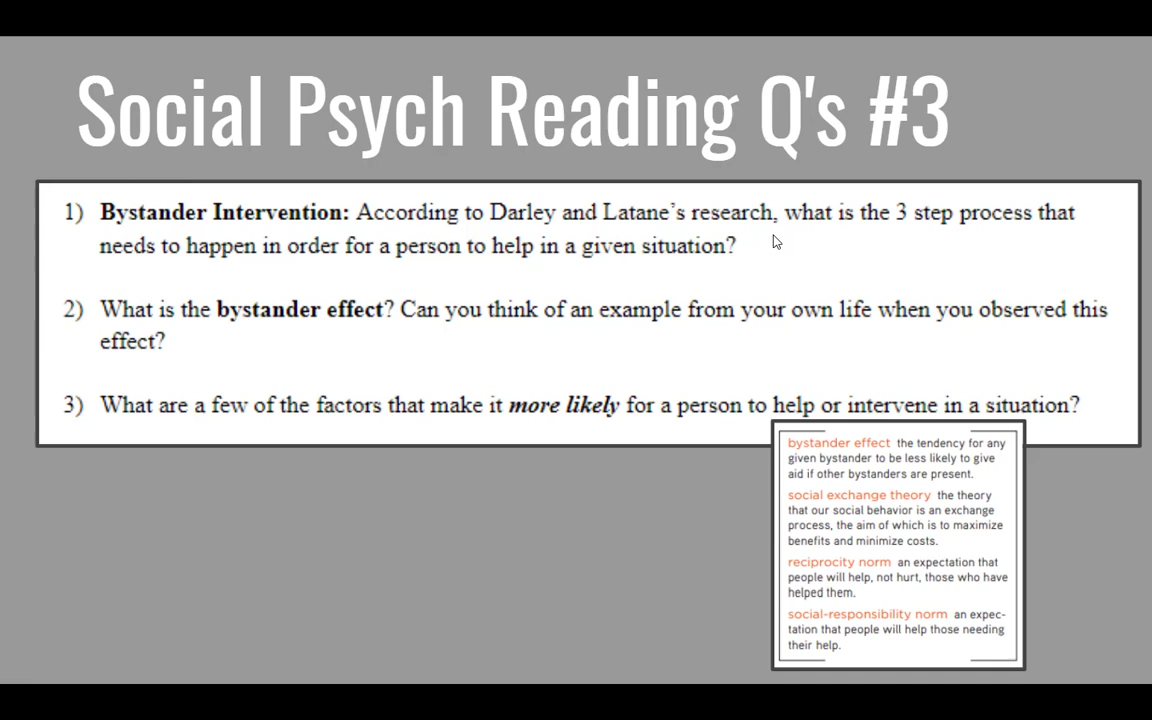 Social Psych Reading Q's #3
1) Bystander Intervention: According to Darley and Latane's research, what is the 3 step process that
needs to happen in order for a person to help in a given situation?
2) What is the bystander effect? Can you think of an example from your own life when you observed this
effect?
3) What are a few of the factors that make it more likely for a person to help or intervene in a situation?
bystander effect the tendency for any
given bystander to be less likely to give
aid if other bystanders are present.
social exchange theory the theory
that our social behavior is an exchange
process, the aim of which is to maximize
benefits and minimize costs.
reciprocity norm an expectation that
people will help, not hurt, those who have
helped them.
social-responsibility norm an expec-
tation that people will help those needing
their help.